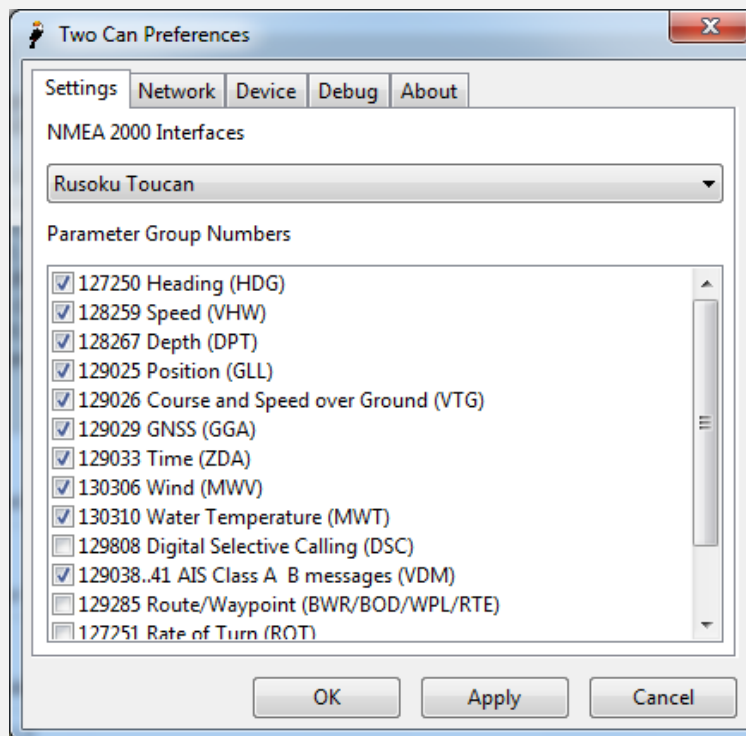 Two Can Preferences
Settings Network Device Debug About
NMEA 2000 Interfaces
Rusoku Toucan
Parameter Group Numbers
127250 Heading (HDG)
128259 Speed (VHW)
128267 Depth (DPT)
129025 Position (GLL)
129026 Course and Speed over Ground (VTG)
129029 GNSS (GGA)
129033 Time (ZDA)
130306 Wind (MWV)
130310 Water Temperature (MWT)
129808 Digital Selective Calling (DSC)
129038..41 AIS Class A B messages (VDM)
129285 Route/Waypoint (BWR/BOD/WPL/RTE)
127251 Rate of Turn (ROT)
OK Apply Cancel